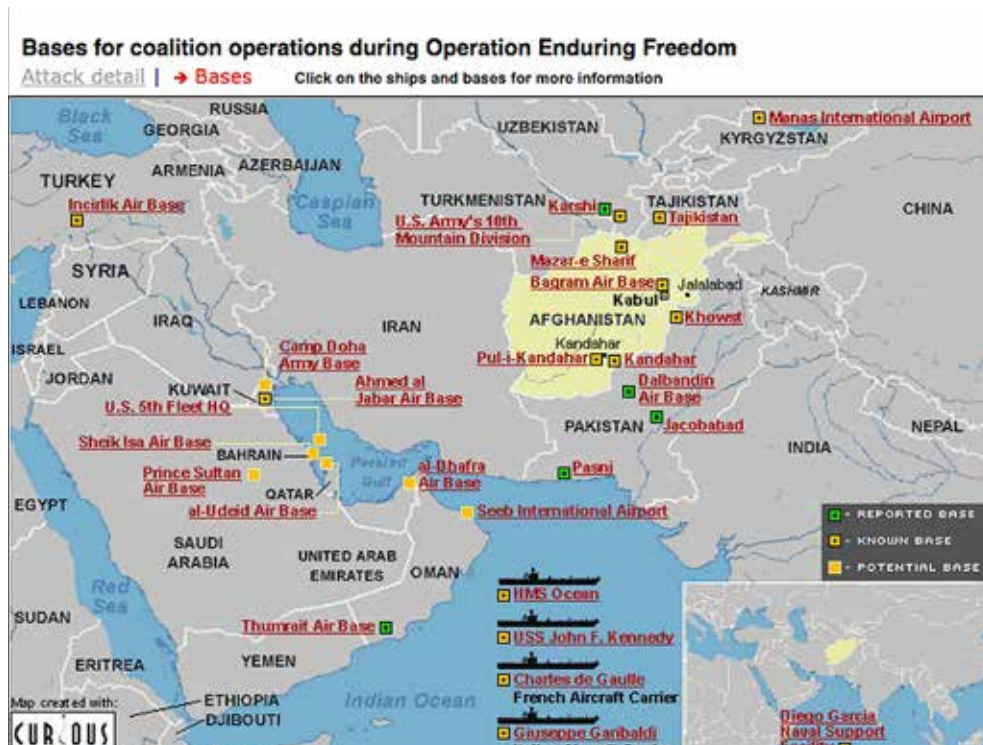 Bases for coalition operations during Operation Enduring Freedom
Attack detail | → Bases
Click on the ships and bases for more information
Black
Sea
RUSSIA
GEORGIA
ARMENIA
AZERBAIJAN
UZBEKISTAN
Manas International Airport
KYRGYZSTAN
TURKEY
Incirlik Air Base
Caspian
Sea
TURKMENISTAN
Karshi
TAJIKISTAN
Tajikistan
CHINA
U.S. Army's 10th
Mountain Division
Mazar-e Sharif
SYRIA
LEBANON
Bagram Air Base
Kabul
Jalalabad
KASHMIR
IRAQ
IRAN
AFGHANISTAN
Khowst
ISRAEL
JORDAN
Camp Doha
Army Base
Kandahar
Pul-i-Kandahar
Kandahar
KUWAIT
Ahmed al
Jabar Air Base
Dalbandin
Air Base
U.S. 5th Fleet HQ
Jacobabad
PAKISTAN
NEPAL
INDIA
Sheik Isa Air Base
BAHRAIN
Persian
Gulf
Prince Sultan
Air Base
al-Dhafra
Air Base
Pasni
QATAR
al-Udeid Air Base
Seeb International Airport
EGYPT
SAUDI
ARABIA
UNITED ARAB
EMIRATES
OMAN
- REPORTED BASE
- KNOWN BASE
- POTENTIAL BASE
Red
Sea
SUDAN
HMS Ocean
Thumrait Air Base
USS John F. Kennedy
ERITREA
YEMEN
Charles de Gaulle
French Aircraft Carrier
Map created with:
ETHIOPIA
DJIBOUTI
Indian Ocean
CURIOUS
Giuseppe Garibaldi
Diego Garcia
Naval Support